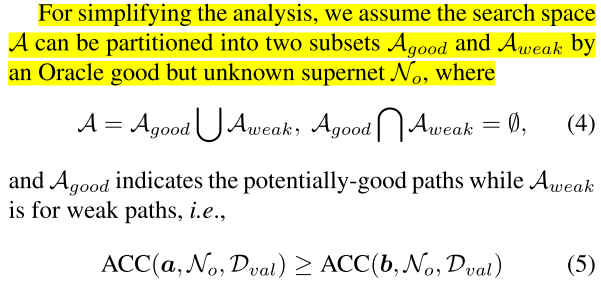 For simplifying the analysis, we assume the search space
𝒜 can be partitioned into two subsets 𝒜_good and 𝒜_weak by
an Oracle good but unknown supernet 𝒩_o, where
𝒜 = 𝒜_good ⋃ 𝒜_weak, 𝒜_good ⋂ 𝒜_weak = ∅, (4)
and 𝒜_good indicates the potentially-good paths while 𝒜_weak
is for weak paths, i.e.,
ACC(𝒂, 𝒩_o, 𝒟_val) ≥ ACC(𝒃, 𝒩_o, 𝒟_val) (5)